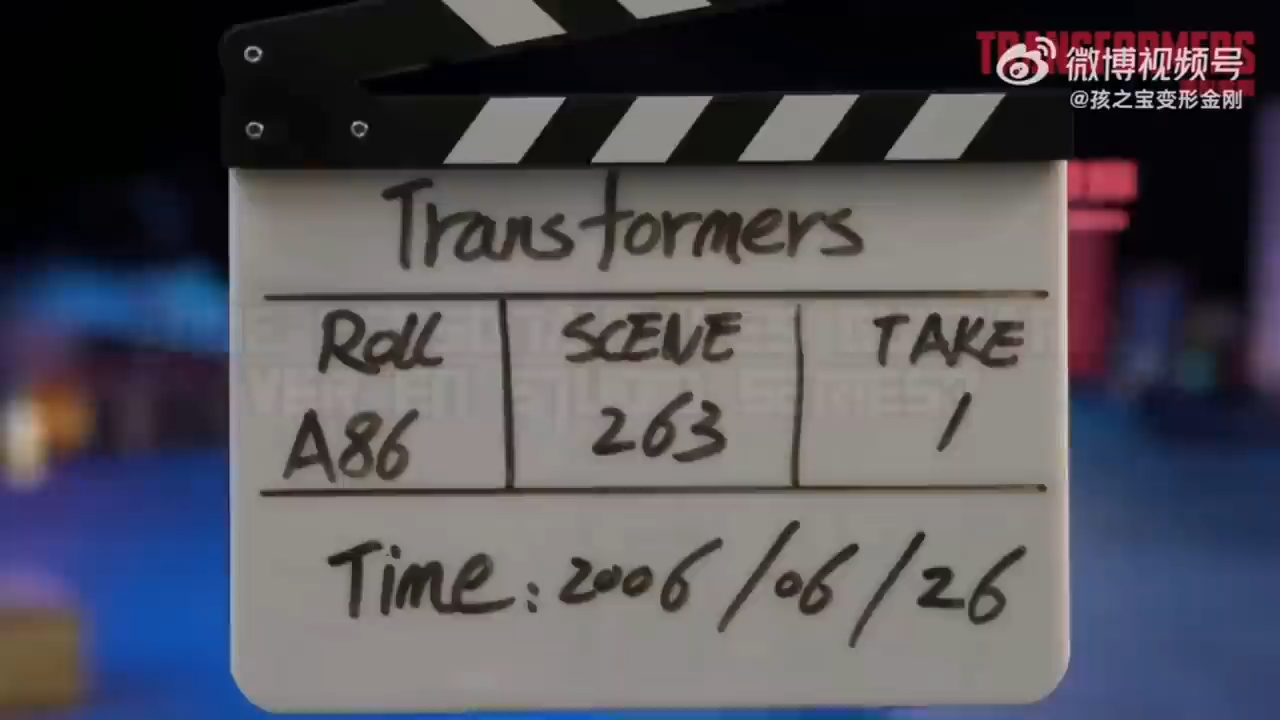 TRANSFORMERS
微博视频号
@孩之宝变形金刚
Transformers
Roll SCENE TAKE
A86 263 1
Time: 2006/06/26